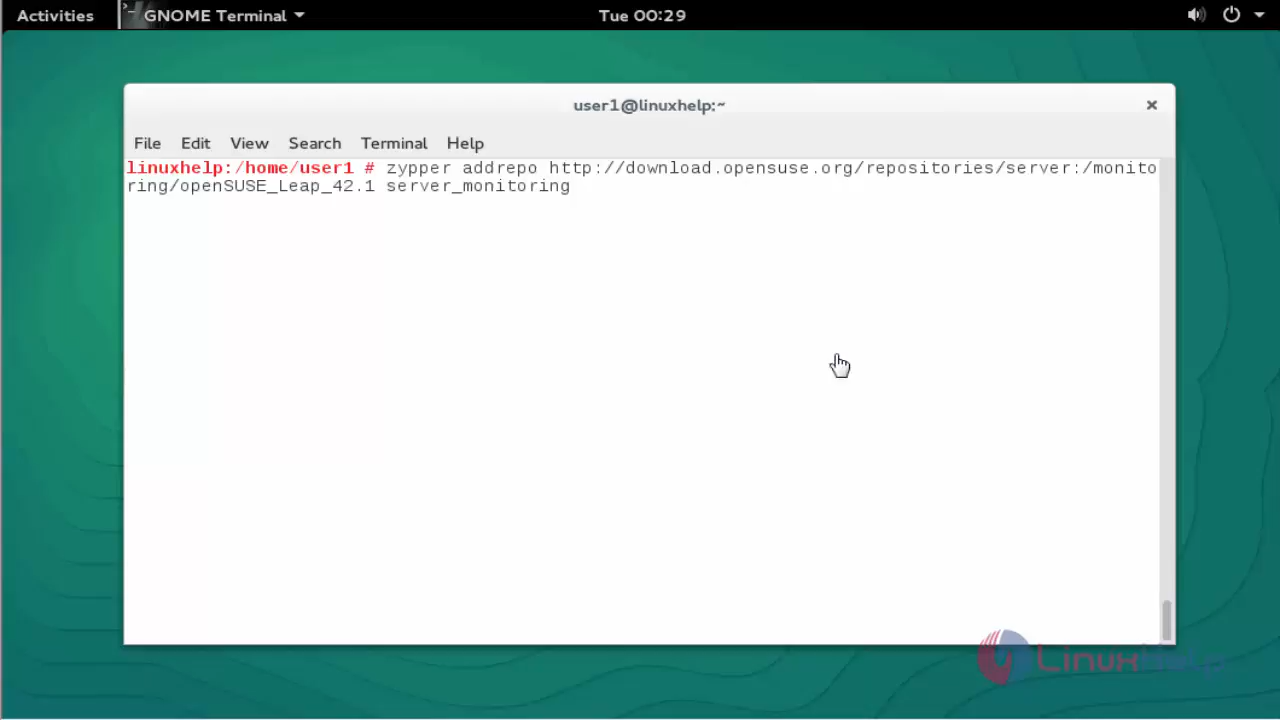 Activities GNOME Terminal Tue 00:29
user1@linuxhelp:~
File Edit View Search Terminal Help
linuxhelp:/home/user1 # zypper addrepo http://download.opensuse.org/repositories/server:/monito
ring/openSUSE_Leap_42.1 server_monitoring
LinuxHelp